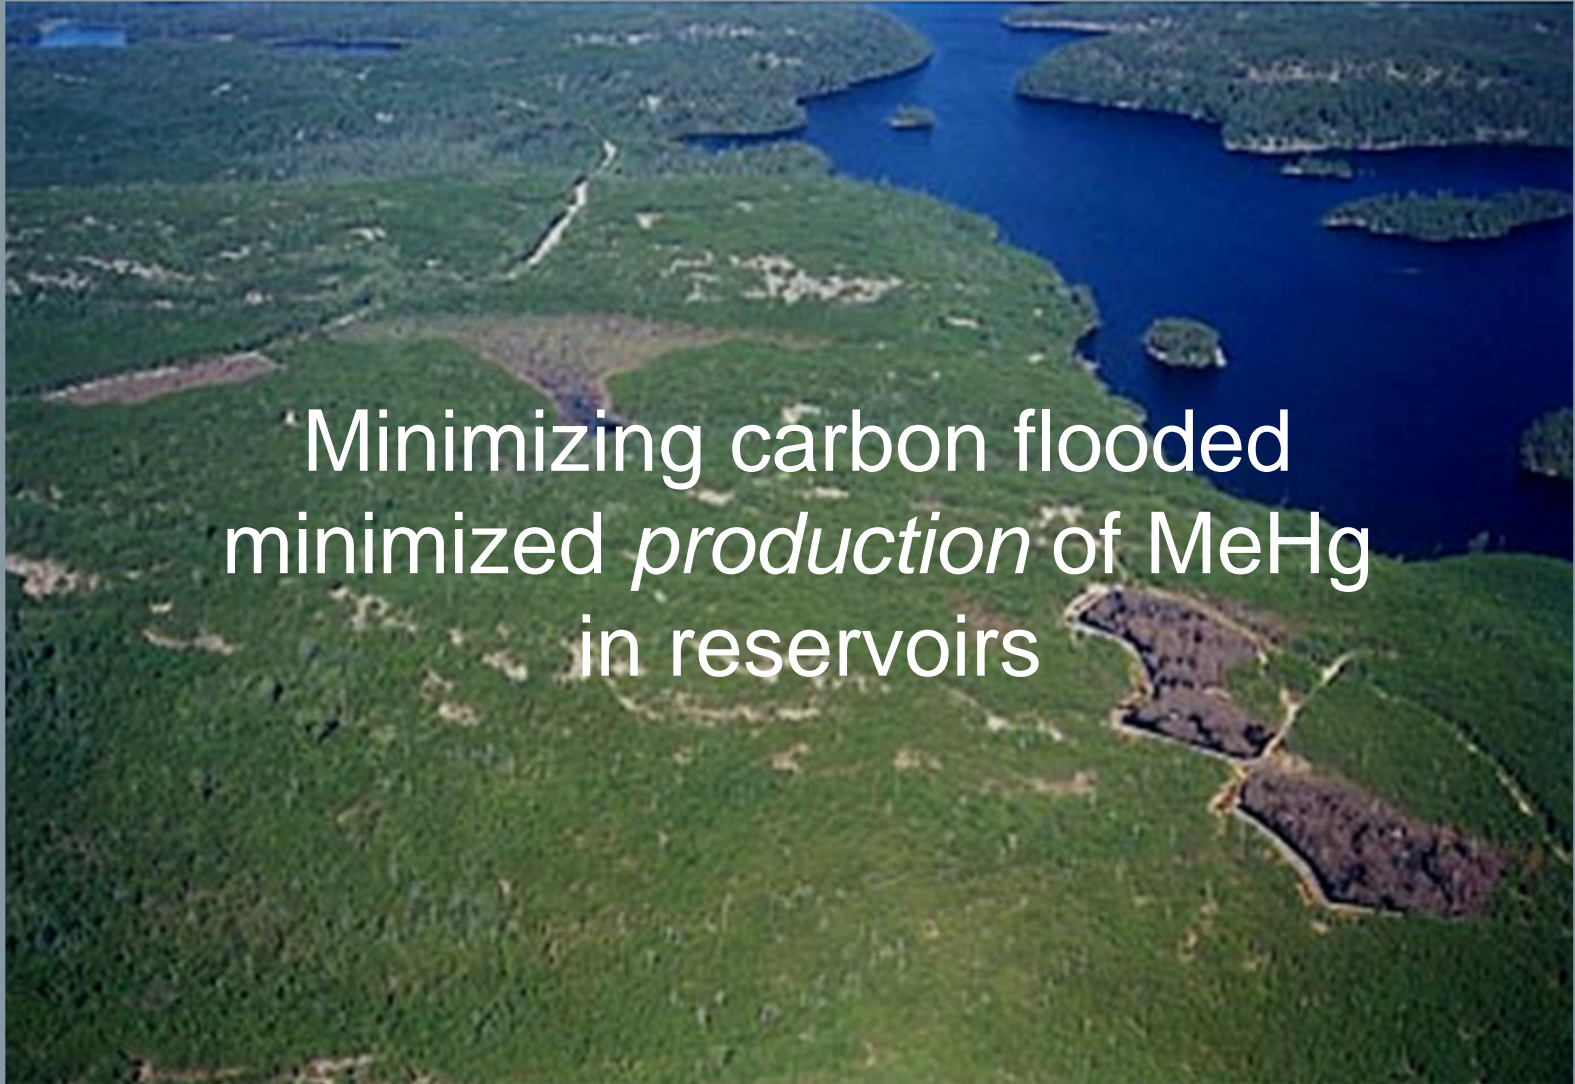 Minimizing carbon flooded
minimized production of MeHg
in reservoirs